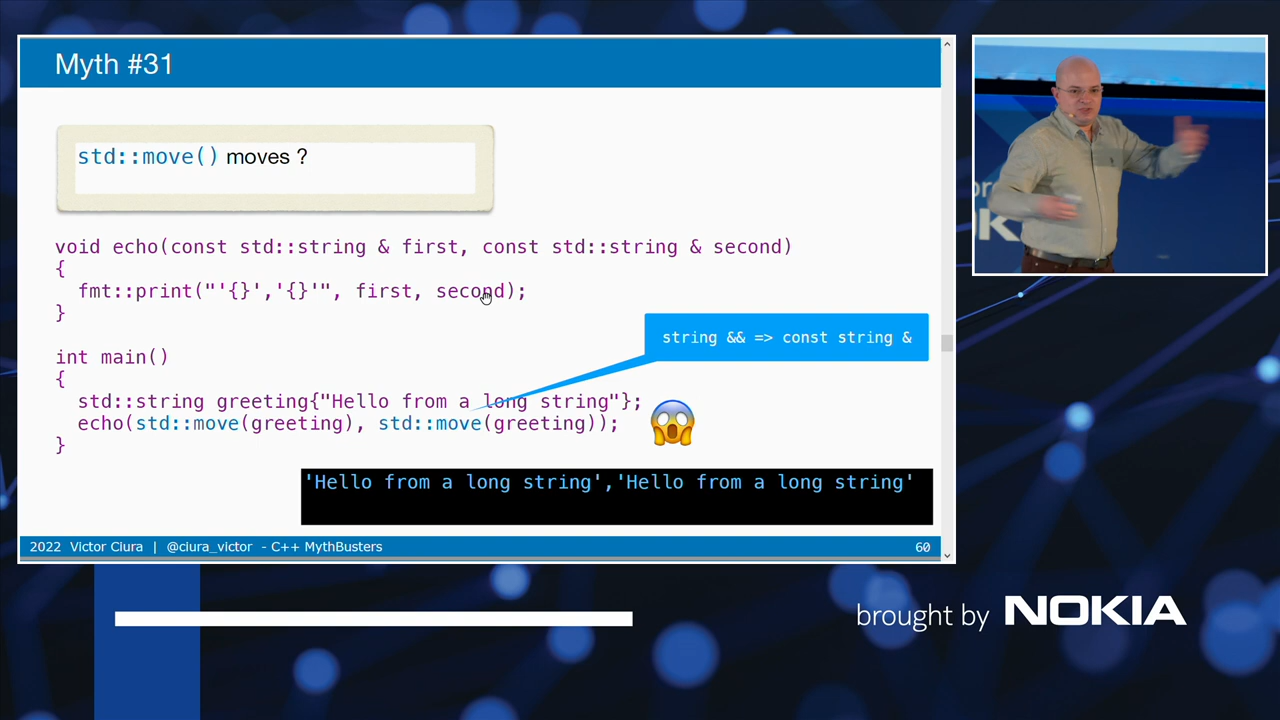 Myth #31
std::move() moves ?
void echo(const std::string & first, const std::string & second)
{
fmt::print("'{}','{}'", first, second);
}
string && => const string &
int main()
{
std::string greeting{"Hello from a long string"};
echo(std::move(greeting), std::move(greeting));
}
'Hello from a long string','Hello from a long string'
2022 Victor Ciura | @ciura_victor - C++ MythBusters
60
brought by NOKIA